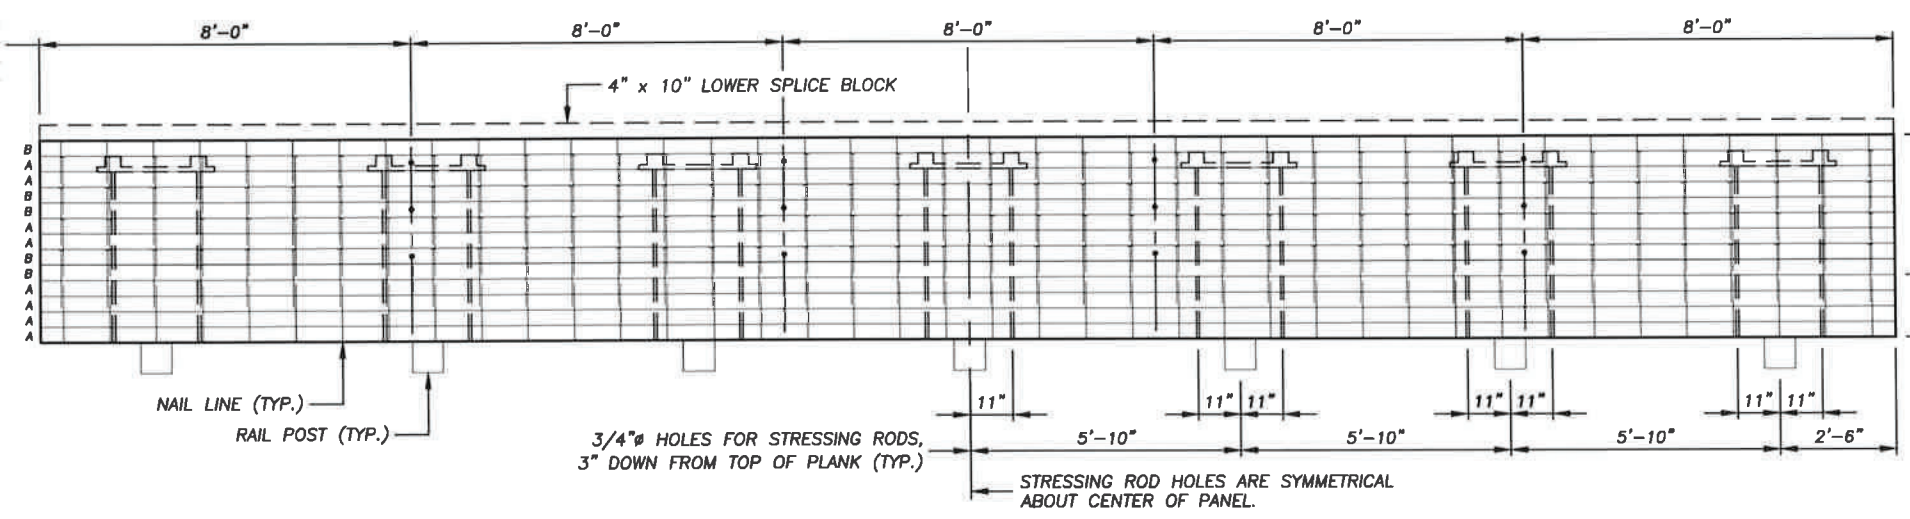 8'-0" 8'-0" 8'-0" 8'-0" 8'-0"
4" x 10" LOWER SPLICE BLOCK
B
A
A
B
B
A
A
B
B
A
A
A
A
NAIL LINE (TYP.)
RAIL POST (TYP.)
11" 11" 11" 11" 11" 11" 11"
3/4"ø HOLES FOR STRESSING RODS,
3" DOWN FROM TOP OF PLANK (TYP.)
5'-10" 5'-10" 5'-10" 2'-6"
STRESSING ROD HOLES ARE SYMMETRICAL
ABOUT CENTER OF PANEL.